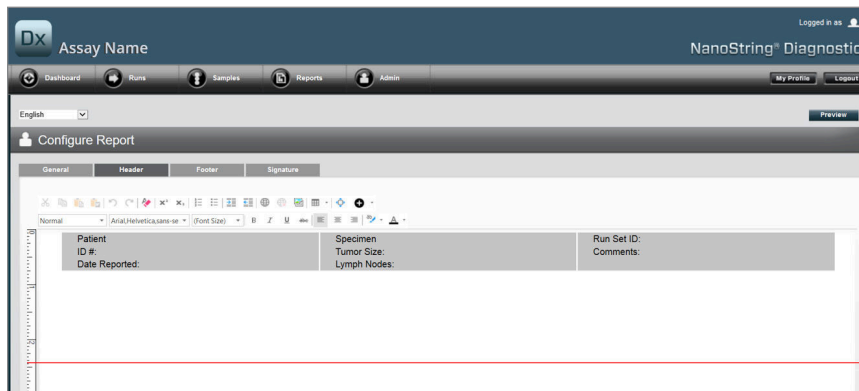 Logged in as
Dx
Assay Name
NanoString® Diagnostic
Dashboard Runs Samples Reports Admin
My Profile Logout
English
Preview
Configure Report
General Header Footer Signature
Normal Arial,Helvetica,sans-se (Font Size) B I U abc A
Patient Specimen Run Set ID:
ID #: Tumor Size: Comments:
Date Reported: Lymph Nodes: